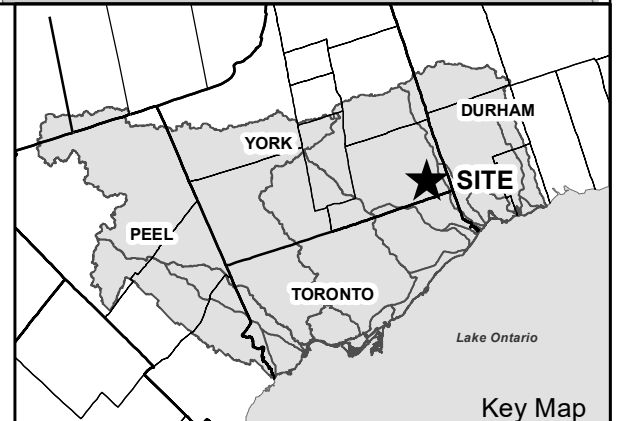 DURHAM
YORK
SITE
PEEL
TORONTO
Lake Ontario
Key Map